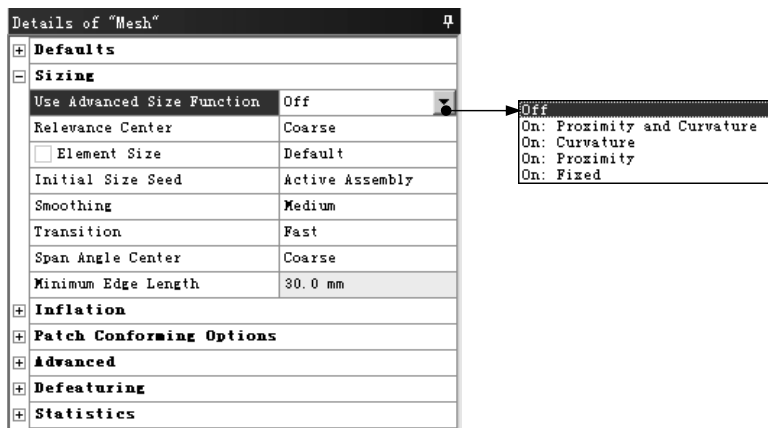 Details of "Mesh"
Defaults
Sizing
Use Advanced Size Function Off
Relevance Center Coarse
Element Size Default
Initial Size Seed Active Assembly
Smoothing Medium
Transition Fast
Span Angle Center Coarse
Minimum Edge Length 30.0 mm
Inflation
Patch Conforming Options
Advanced
Defeaturing
Statistics
Off
On: Proximity and Curvature
On: Curvature
On: Proximity
On: Fixed